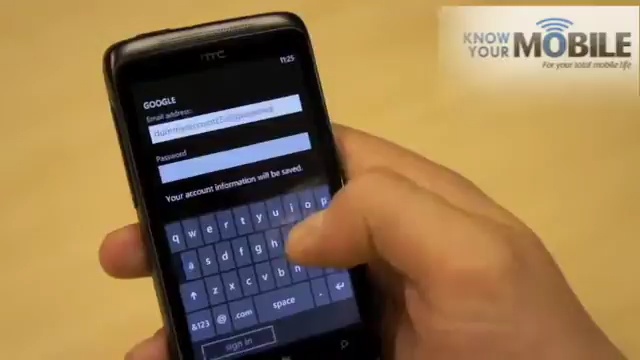 KNOW
YOUR MOBILE
For your total mobile life
hTC
11:25
GOOGLE
Email address:
Password
Your account information will be saved.
q w e r t y u i o p
a s d f g h
z x c v b n
&123 @ .com space .
sign in